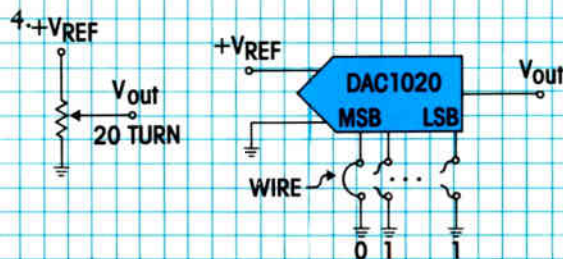 4.
+VREF
Vout
20 TURN
+VREF
DAC1020
MSB LSB
Vout
WIRE
...
0 1 1